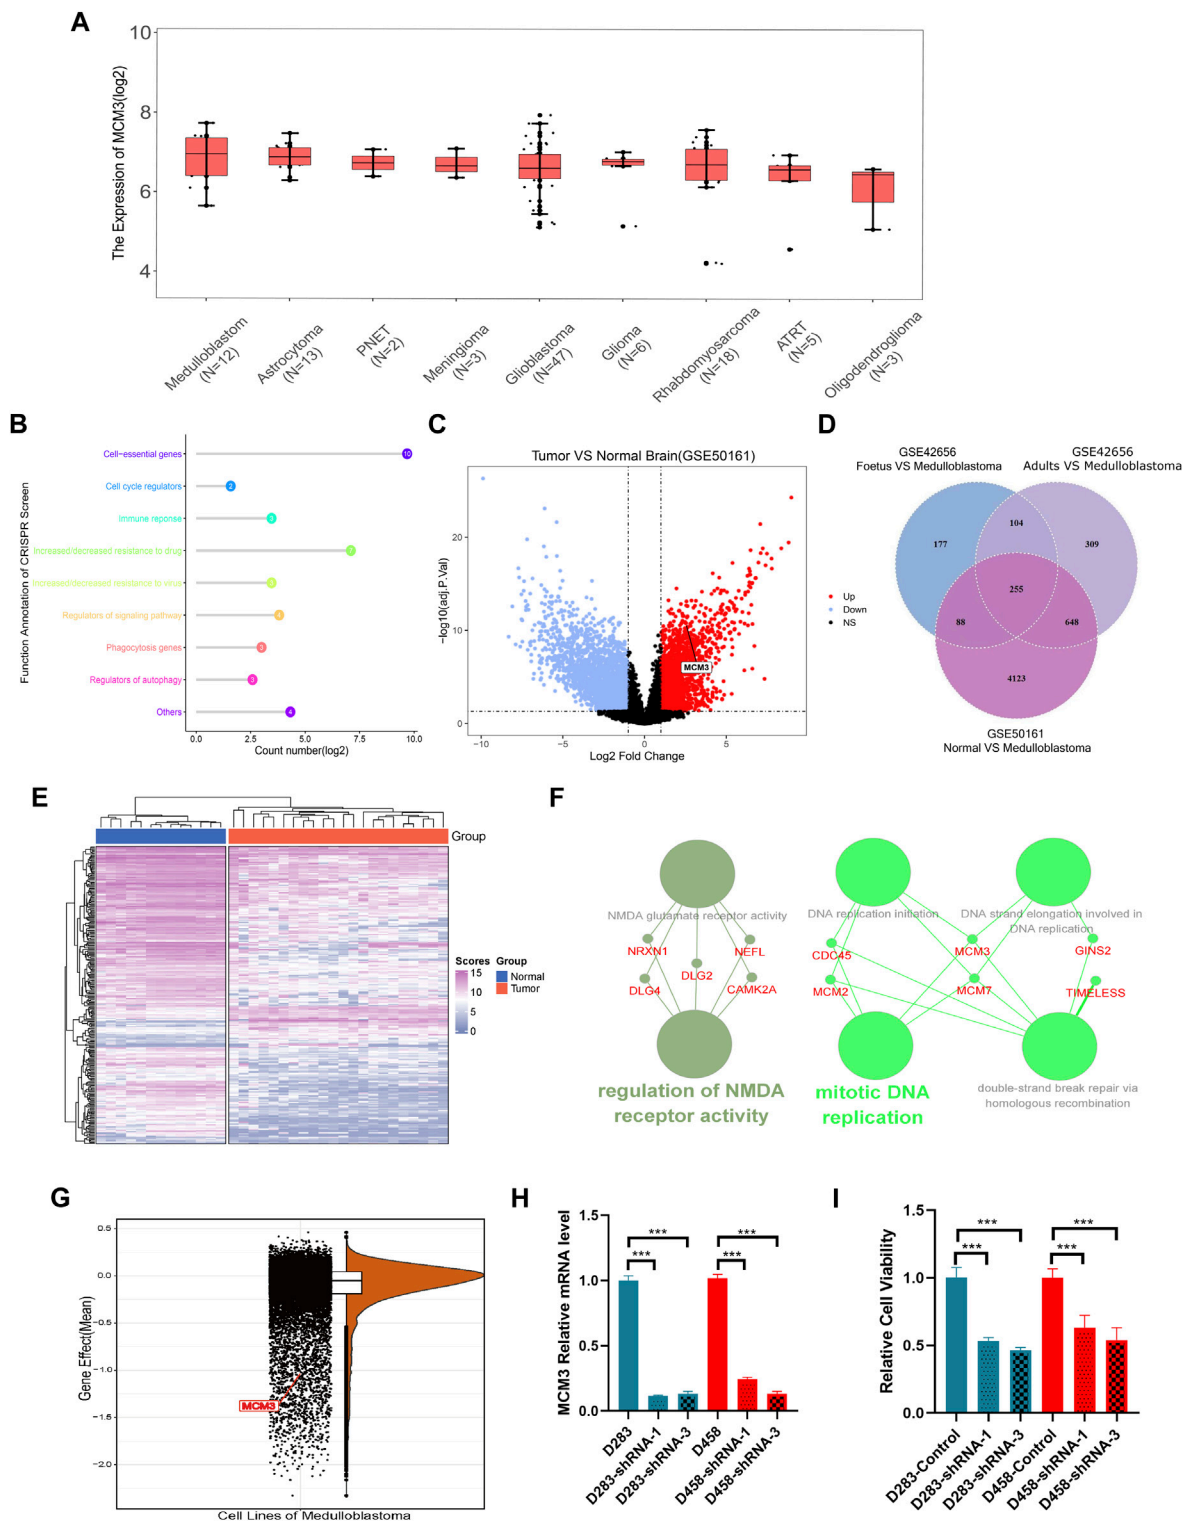 A
The Expression of MCM3(log2)
10
8
6
4
Medulloblastom
(N=12)
Astrocytoma
(N=13)
PNET
(N=2)
Meningioma
(N=3)
Glioblastoma
(N=47)
Glioma
(N=6)
Rhabdomyosarcoma
(N=18)
ATRT
(N=5)
Oligodendroglioma
(N=3)
B
Function Annotation of CRISPR Screen
Cell−essential genes
10
Cell cycle regulators
2
Immune reponse
3
Increased/decreased resistance to drug
7
Increased/decreased resistance to virus
3
Regulators of signaling pathway
4
Phagocytosis genes
3
Regulators of autophagy
3
Others
4
0.0
2.5
5.0
7.5
10.0
Count number(log2)
C
Tumor VS Normal Brain(GSE50161)
−log10(adj.P.Val)
20
10
0
MCM3
Up
Down
NS
−10
−5
0
5
Log2 Fold Change
D
GSE42656
Foetus VS Medulloblastoma
GSE42656
Adults VS Medulloblastoma
177
104
309
255
88
648
4123
GSE50161
Normal VS Medulloblastoma
E
Group
Scores
15
10
5
0
Group
Normal
Tumor
F
NMDA glutamate receptor activity
NRXN1
NEFL
DLG2
DLG4
CAMK2A
regulation of NMDA
receptor activity
DNA replication initiation
DNA strand elongation involved in
DNA replication
CDC45
MCM3
GINS2
MCM2
MCM7
TIMELESS
mitotic DNA
replication
double-strand break repair via
homologous recombination
G
Gene Effect(Mean)
0.5
0.0
−0.5
−1.0
−1.5
−2.0
MCM3
Cell Lines of Medulloblastoma
H
MCM3 Relative mRNA level
1.5
1.0
0.5
0.0
***
***
***
***
D283
D283-shRNA-1
D283-shRNA-3
D458
D458-shRNA-1
D458-shRNA-3
I
Relative Cell Viability
1.5
1.0
0.5
0.0
***
***
***
***
D283-Control
D283-shRNA-1
D283-shRNA-3
D458-Control
D458-shRNA-1
D458-shRNA-3